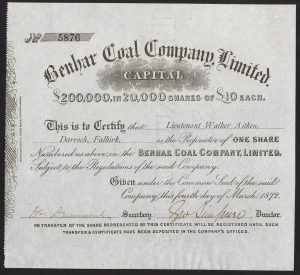 No 5876
Benhar Coal Company, Limited.
CAPITAL
$200,000, IN 20,000 SHARES OF $10 EACH.
This is to Certify that Lieutenant Walker Aitken,
Darroch, Falkirk, is the Proprietor of ONE SHARE
Numbered as above, in the BENHAR COAL COMPANY, LIMITED,
Subject to the Regulations of the said Company.
Given under the Common Seal of the said
Company, this fourth day of March, 1872.
Secretary. Director.
NO TRANSFER OF THE SHARE REPRESENTED BY THIS CERTIFICATE WILL BE REGISTERED UNTIL SUCH
TRANSFER & CERTIFICATE HAVE BEEN DEPOSITED IN THE COMPANY'S OFFICES.